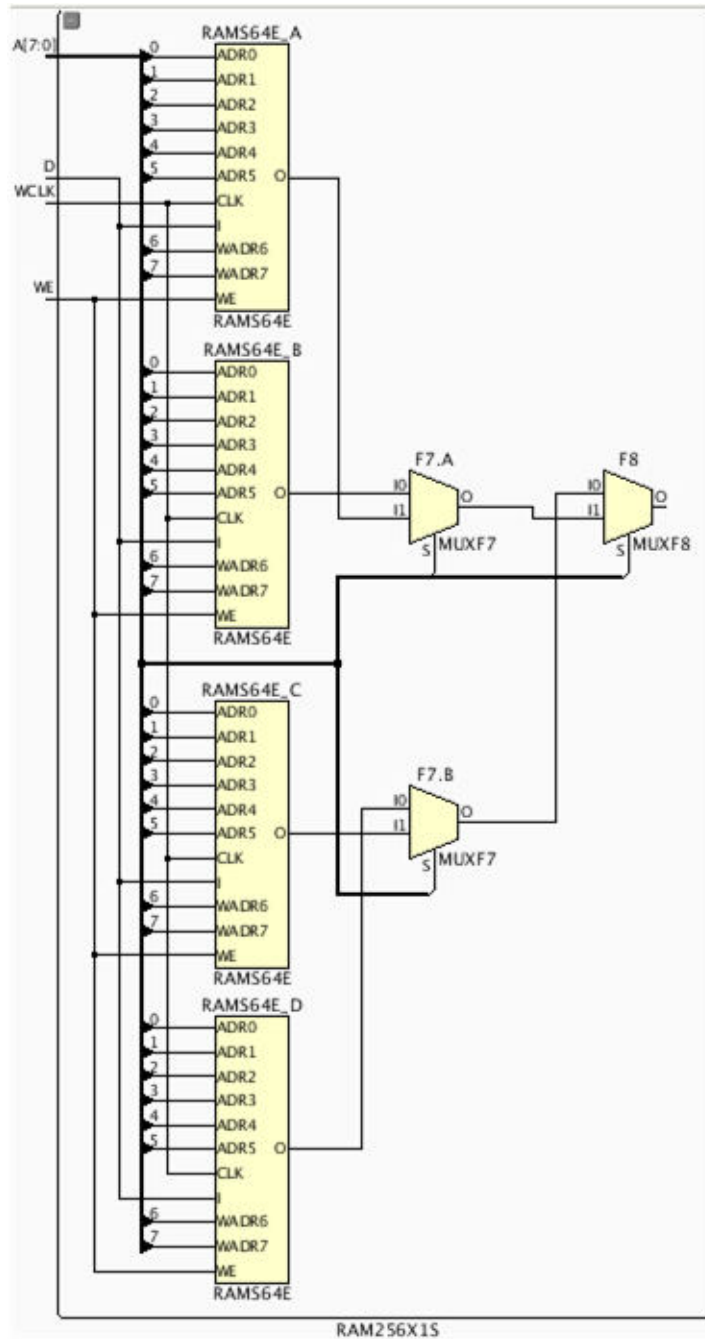 RAMS64E_A
A[7:0]
0
ADR0
1
ADR1
2
ADR2
3
ADR3
4
ADR4
D
5
ADR5
O
WCLK
CLK
I
6
WADR6
7
WADR7
WE
WE
RAMS64E
RAMS64E_B
0
ADR0
1
ADR1
2
ADR2
3
ADR3
4
ADR4
5
ADR5
O
CLK
I
6
WADR6
7
WADR7
WE
RAMS64E
F7.A
I0
O
I1
S
MUXF7
F8
I0
O
I1
S
MUXF8
RAMS64E_C
0
ADR0
1
ADR1
2
ADR2
3
ADR3
4
ADR4
5
ADR5
O
CLK
I
6
WADR6
7
WADR7
WE
RAMS64E
F7.B
I0
O
I1
S
MUXF7
RAMS64E_D
0
ADR0
1
ADR1
2
ADR2
3
ADR3
4
ADR4
5
ADR5
O
CLK
I
6
WADR6
7
WADR7
WE
RAMS64E
RAM256X1S